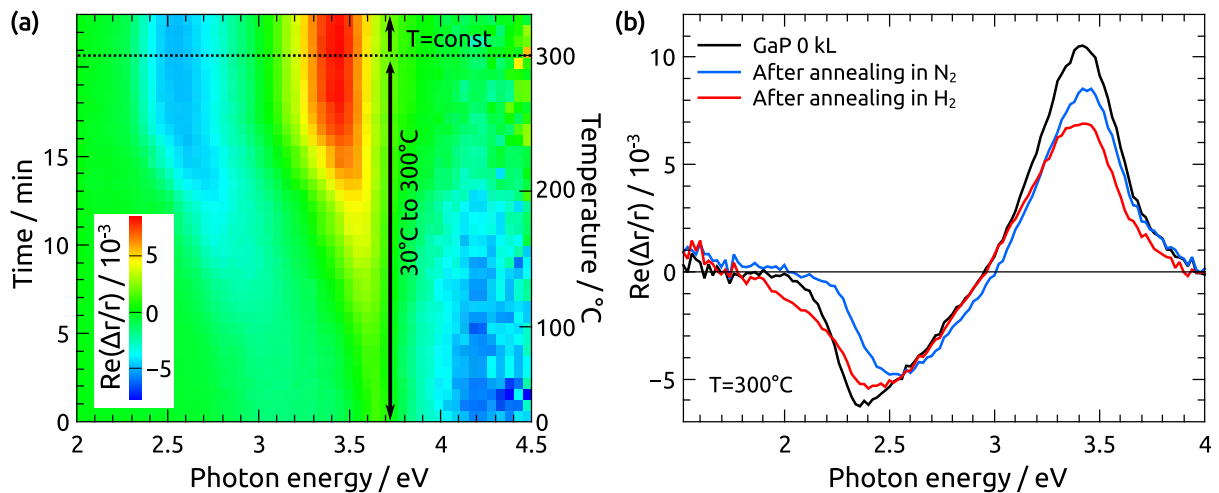 (a)
T=const
30°C to 300°C
Time / min
0
5
10
15
Temperature / °C
0
100
200
300
Re(Δr/r) / 10⁻³
5
0
−5
2
2.5
3
3.5
4
4.5
Photon energy / eV
(b)
GaP 0 kL
After annealing in N₂
After annealing in H₂
Re(Δr/r) / 10⁻³
10
5
0
−5
T=300°C
2
2.5
3
3.5
4
Photon energy / eV